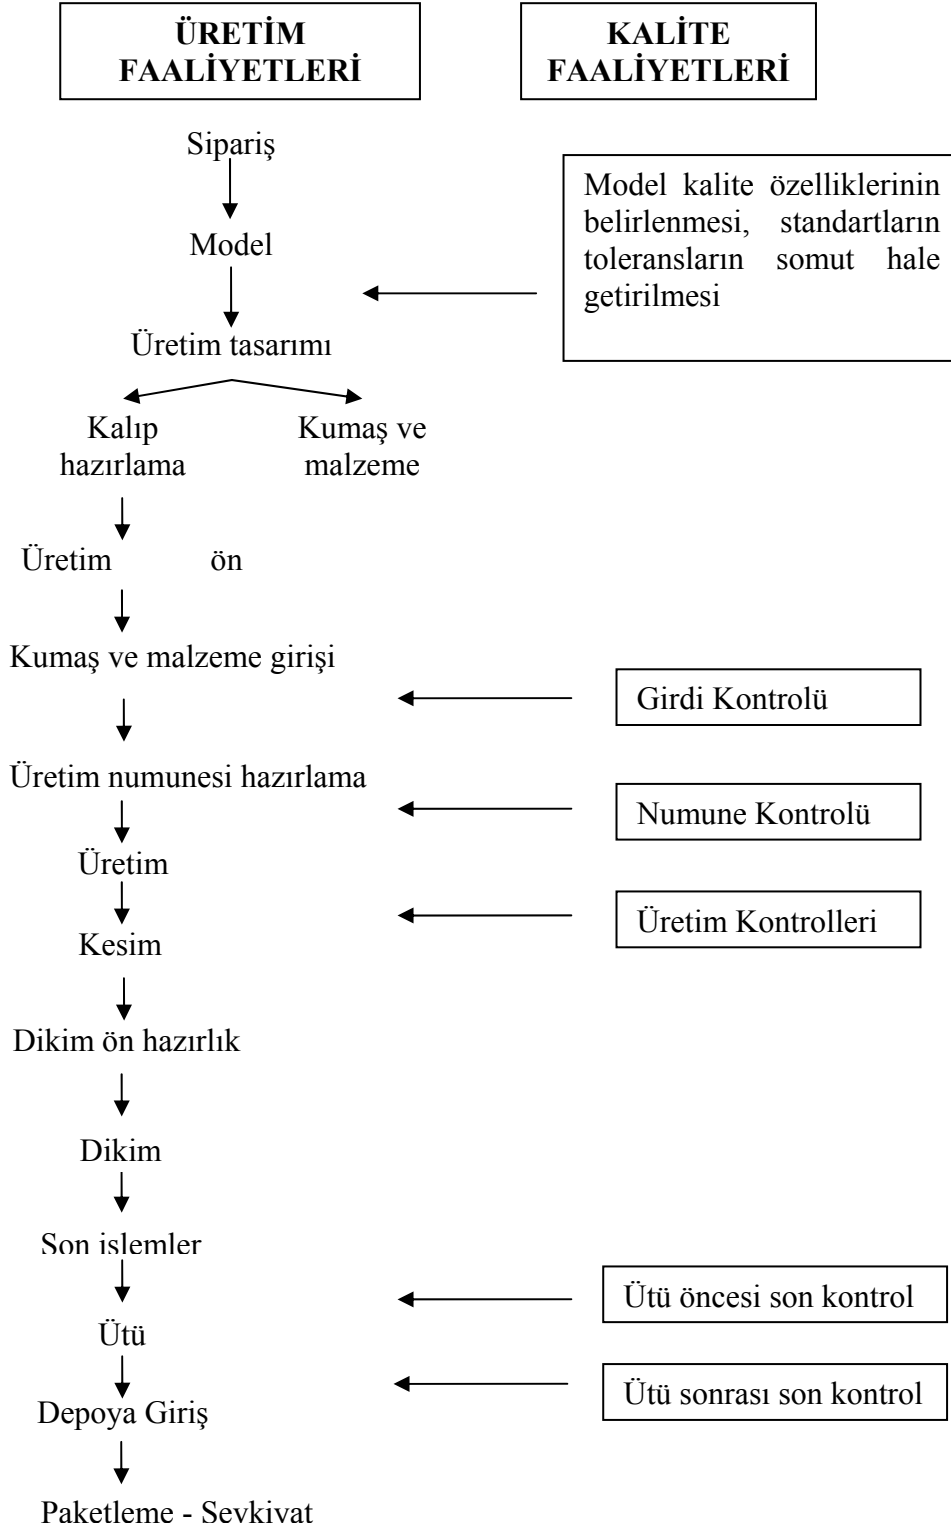 ÜRETİM
FAALİYETLERİ
KALİTE
FAALİYETLERİ
Sipariş
Model kalite özelliklerinin
belirlenmesi, standartların
toleransların somut hale
getirilmesi
Model
Üretim tasarımı
Kalıp
hazırlama
Kumaş ve
malzeme
Üretim ön
Kumaş ve malzeme girişi
Girdi Kontrolü
Üretim numunesi hazırlama
Numune Kontrolü
Üretim
Üretim Kontrolleri
Kesim
Dikim ön hazırlık
Dikim
Son işlemler
Ütü öncesi son kontrol
Ütü
Ütü sonrası son kontrol
Depoya Giriş
Paketleme - Sevkiyat